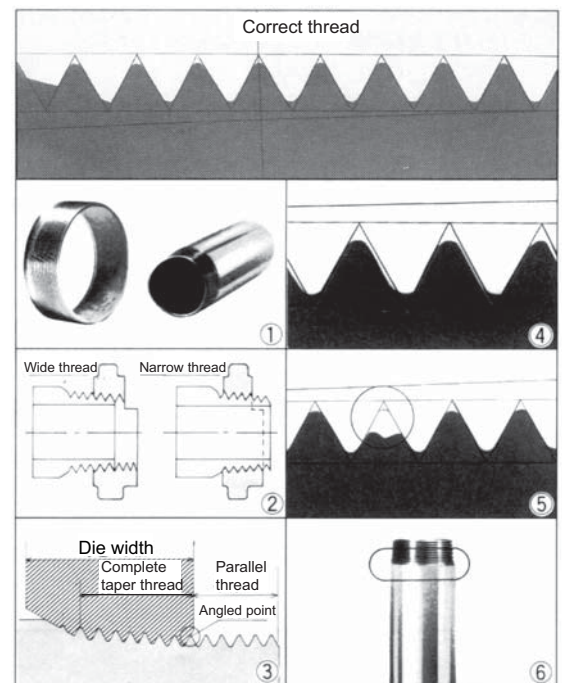 Correct thread
①
④
Wide thread
Narrow thread
②
⑤
Die width
Complete
taper thread
Parallel
thread
Angled point
③
⑥